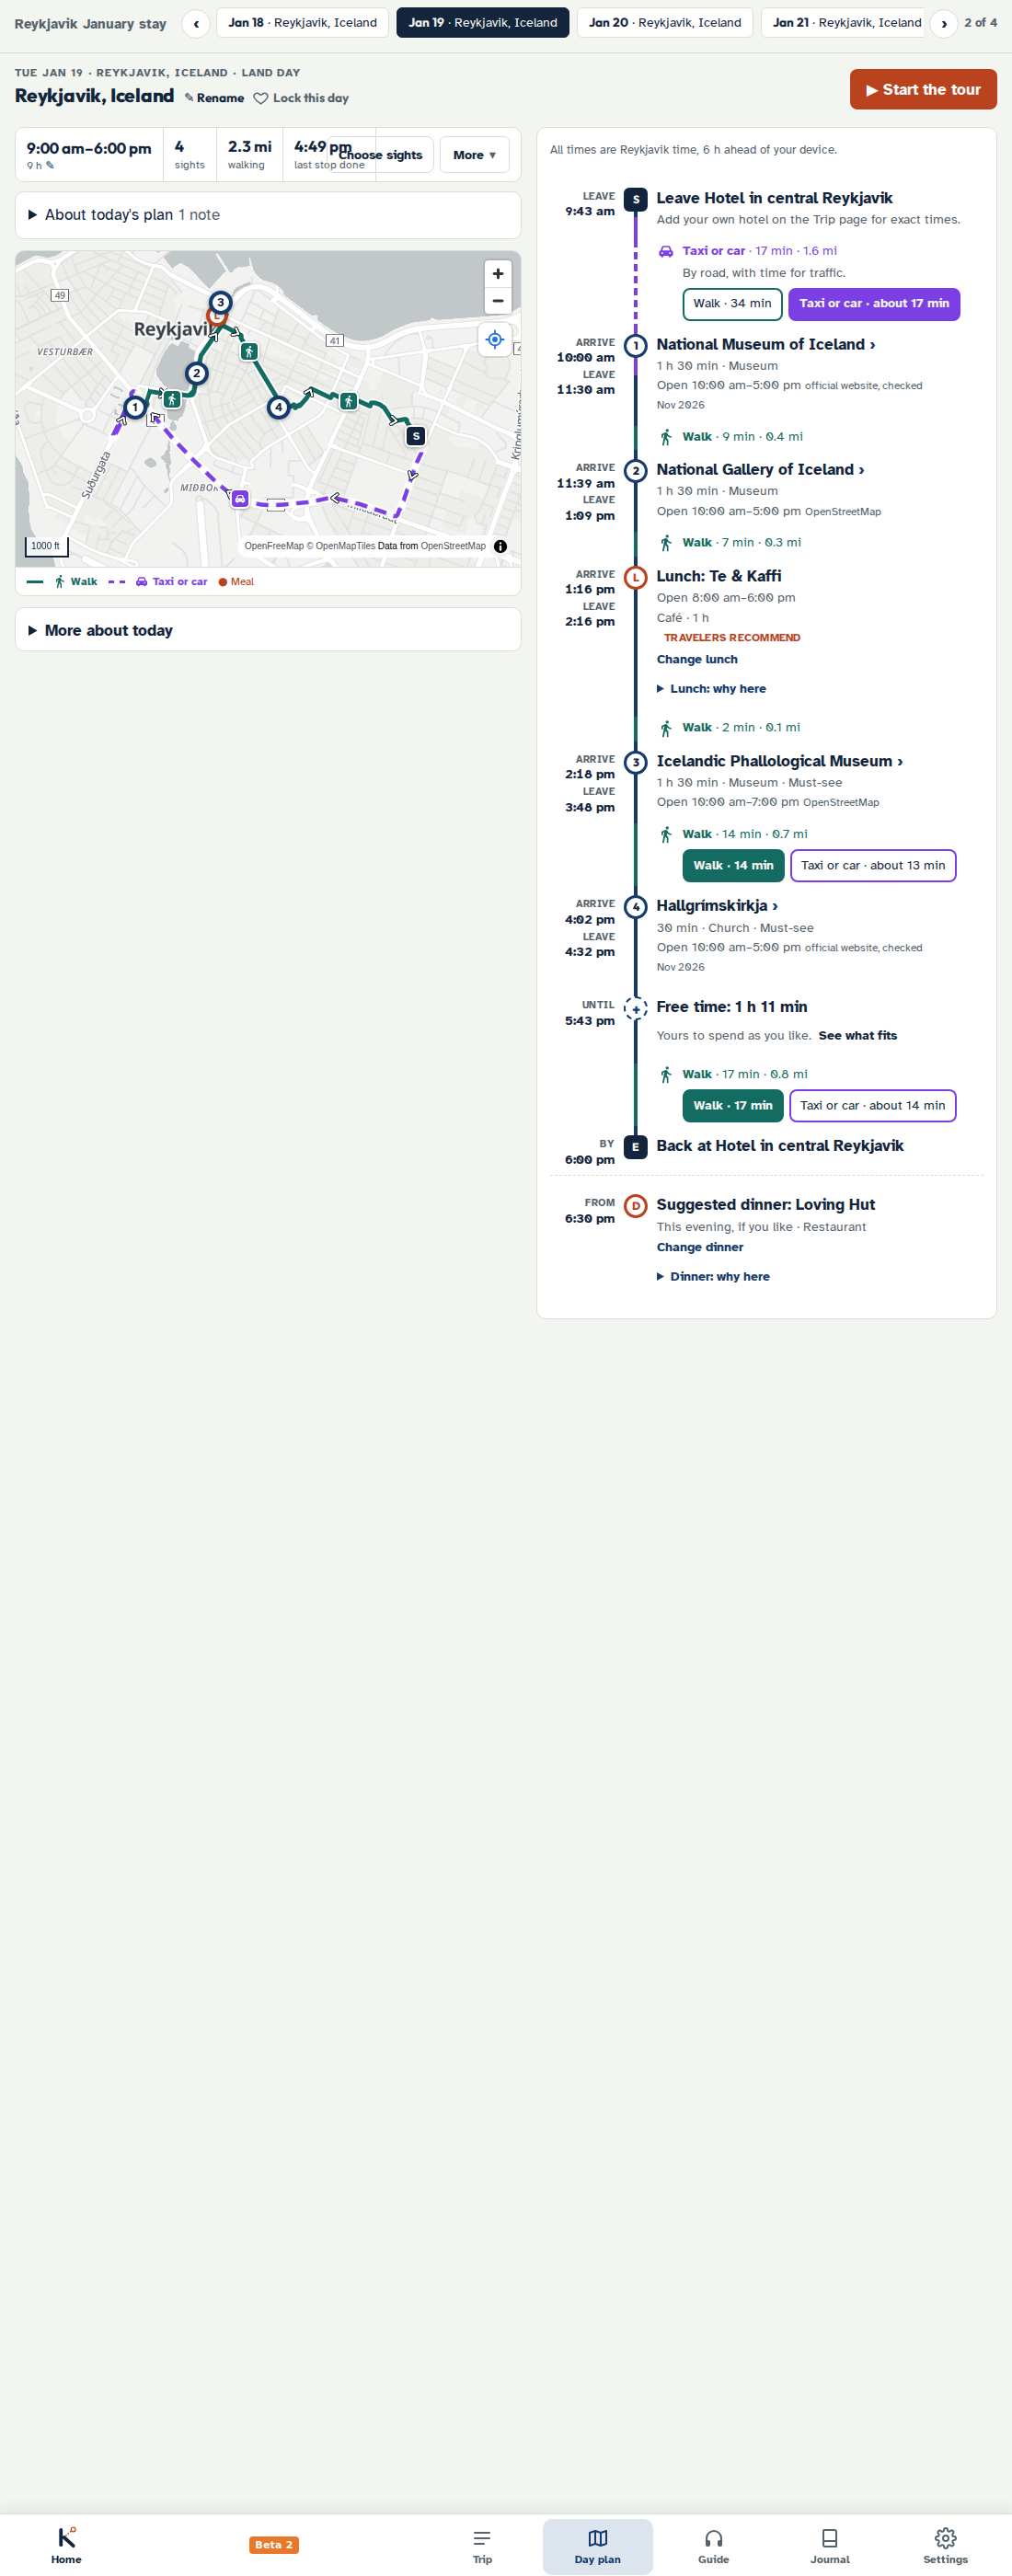 Reykjavik January stay
‹
Jan 18 · Reykjavik, Iceland
Jan 19 · Reykjavik, Iceland
Jan 20 · Reykjavik, Iceland
Jan 21 · Reykjavik, Iceland
›
2 of 4
TUE JAN 19 · REYKJAVIK, ICELAND · LAND DAY
Reykjavik, Iceland
✎ Rename
Lock this day
▶ Start the tour
9:00 am–6:00 pm
9 h ✎
4
sights
2.3 mi
walking
4:49 pm
last stop done
Choose sights
More ▾
▶ About today's plan 1 note
49
41
Reykjavi
VESTURBÆR
MIÐBOR
Suðurgata
1
2
3
L
4
S
+
−
1000 ft
OpenFreeMap © OpenMapTiles Data from OpenStreetMap
Walk
Taxi or car
Meal
▶ More about today
All times are Reykjavik time, 6 h ahead of your device.
LEAVE
9:43 am
S
Leave Hotel in central Reykjavik
Add your own hotel on the Trip page for exact times.
Taxi or car · 17 min · 1.6 mi
By road, with time for traffic.
Walk · 34 min
Taxi or car · about 17 min
ARRIVE
10:00 am
LEAVE
11:30 am
1
National Museum of Iceland ›
1 h 30 min · Museum
Open 10:00 am–5:00 pm official website, checked
Nov 2026
Walk · 9 min · 0.4 mi
ARRIVE
11:39 am
LEAVE
1:09 pm
2
National Gallery of Iceland ›
1 h 30 min · Museum
Open 10:00 am–5:00 pm OpenStreetMap
Walk · 7 min · 0.3 mi
ARRIVE
1:16 pm
LEAVE
2:16 pm
L
Lunch: Te & Kaffi
Open 8:00 am–6:00 pm
Café · 1 h
TRAVELERS RECOMMEND
Change lunch
▶ Lunch: why here
Walk · 2 min · 0.1 mi
ARRIVE
2:18 pm
LEAVE
3:48 pm
3
Icelandic Phallological Museum ›
1 h 30 min · Museum · Must-see
Open 10:00 am–7:00 pm OpenStreetMap
Walk · 14 min · 0.7 mi
Walk · 14 min
Taxi or car · about 13 min
ARRIVE
4:02 pm
LEAVE
4:32 pm
4
Hallgrímskirkja ›
30 min · Church · Must-see
Open 10:00 am–5:00 pm official website, checked
Nov 2026
UNTIL
5:43 pm
+
Free time: 1 h 11 min
Yours to spend as you like. See what fits
Walk · 17 min · 0.8 mi
Walk · 17 min
Taxi or car · about 14 min
BY
6:00 pm
E
Back at Hotel in central Reykjavik
FROM
6:30 pm
D
Suggested dinner: Loving Hut
This evening, if you like · Restaurant
Change dinner
▶ Dinner: why here
Home
Beta 2
Trip
Day plan
Guide
Journal
Settings